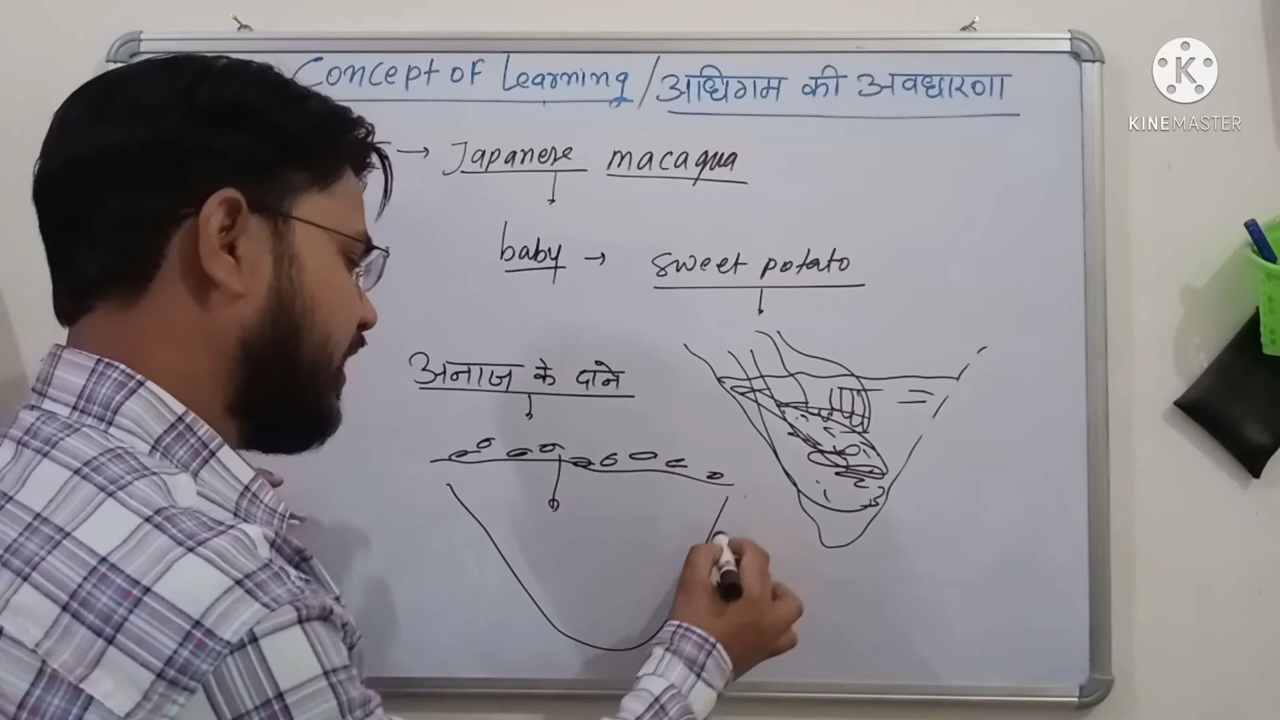 Concept of Learning / अधिगम की अवधारणा
K
KINEMASTER
→ Japanese macaqua
baby → sweet potato
अनाज के दाने